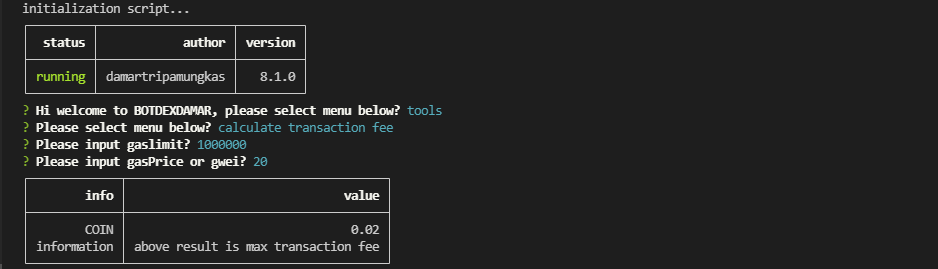 initialization script...
status author version
running damartripamungkas 8.1.0
? Hi welcome to BOTDEXDAMAR, please select menu below? tools
? Please select menu below? calculate transaction fee
? Please input gaslimit? 1000000
? Please input gasPrice or gwei? 20
info value
COIN 0.02
information above result is max transaction fee